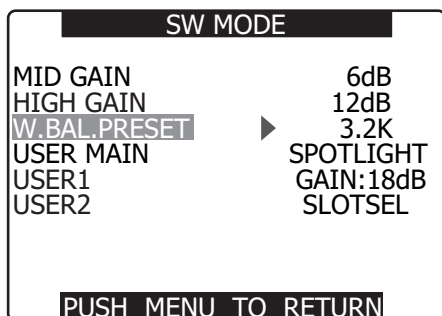 SW MODE
MID GAIN 6dB
HIGH GAIN 12dB
W.BAL.PRESET 3.2K
USER MAIN SPOTLIGHT
USER1 GAIN:18dB
USER2 SLOTSEL
PUSH MENU TO RETURN